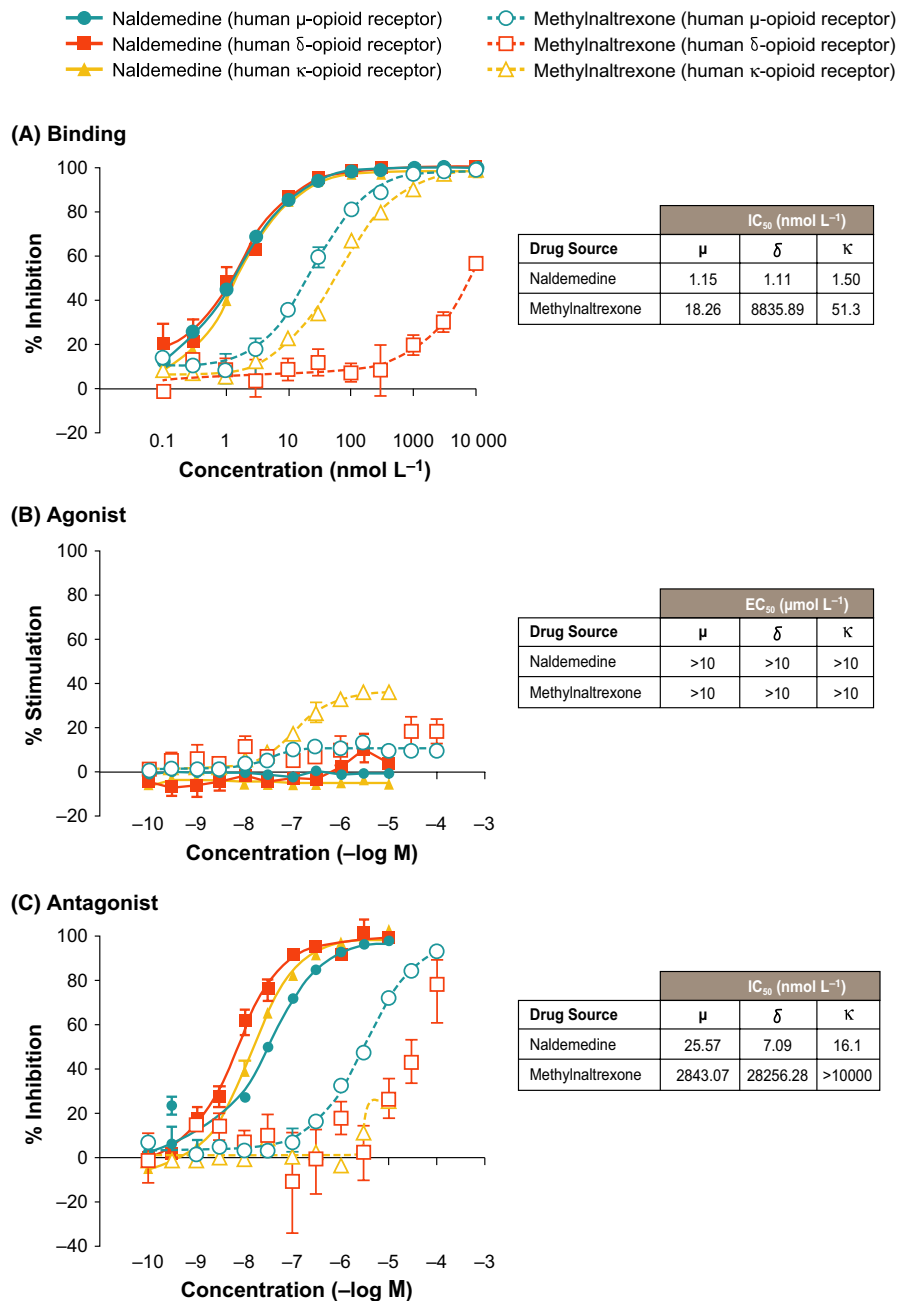 Naldemedine (human μ-opioid receptor)
Methylnaltrexone (human μ-opioid receptor)
Naldemedine (human δ-opioid receptor)
Methylnaltrexone (human δ-opioid receptor)
Naldemedine (human κ-opioid receptor)
Methylnaltrexone (human κ-opioid receptor)
(A) Binding
% Inhibition
100
80
60
40
20
0
–20
0.1 1 10 100 1000 10 000
Concentration (nmol L–1)
IC50 (nmol L–1)
Drug Source μ δ κ
Naldemedine 1.15 1.11 1.50
Methylnaltrexone 18.26 8835.89 51.3
(B) Agonist
% Stimulation
100
80
60
40
20
0
–20
–10 –9 –8 –7 –6 –5 –4 –3
Concentration (–log M)
EC50 (μmol L–1)
Drug Source μ δ κ
Naldemedine >10 >10 >10
Methylnaltrexone >10 >10 >10
(C) Antagonist
% Inhibition
100
80
60
40
20
0
–20
–40
–10 –9 –8 –7 –6 –5 –4 –3
Concentration (–log M)
IC50 (nmol L–1)
Drug Source μ δ κ
Naldemedine 25.57 7.09 16.1
Methylnaltrexone 2843.07 28256.28 >10000